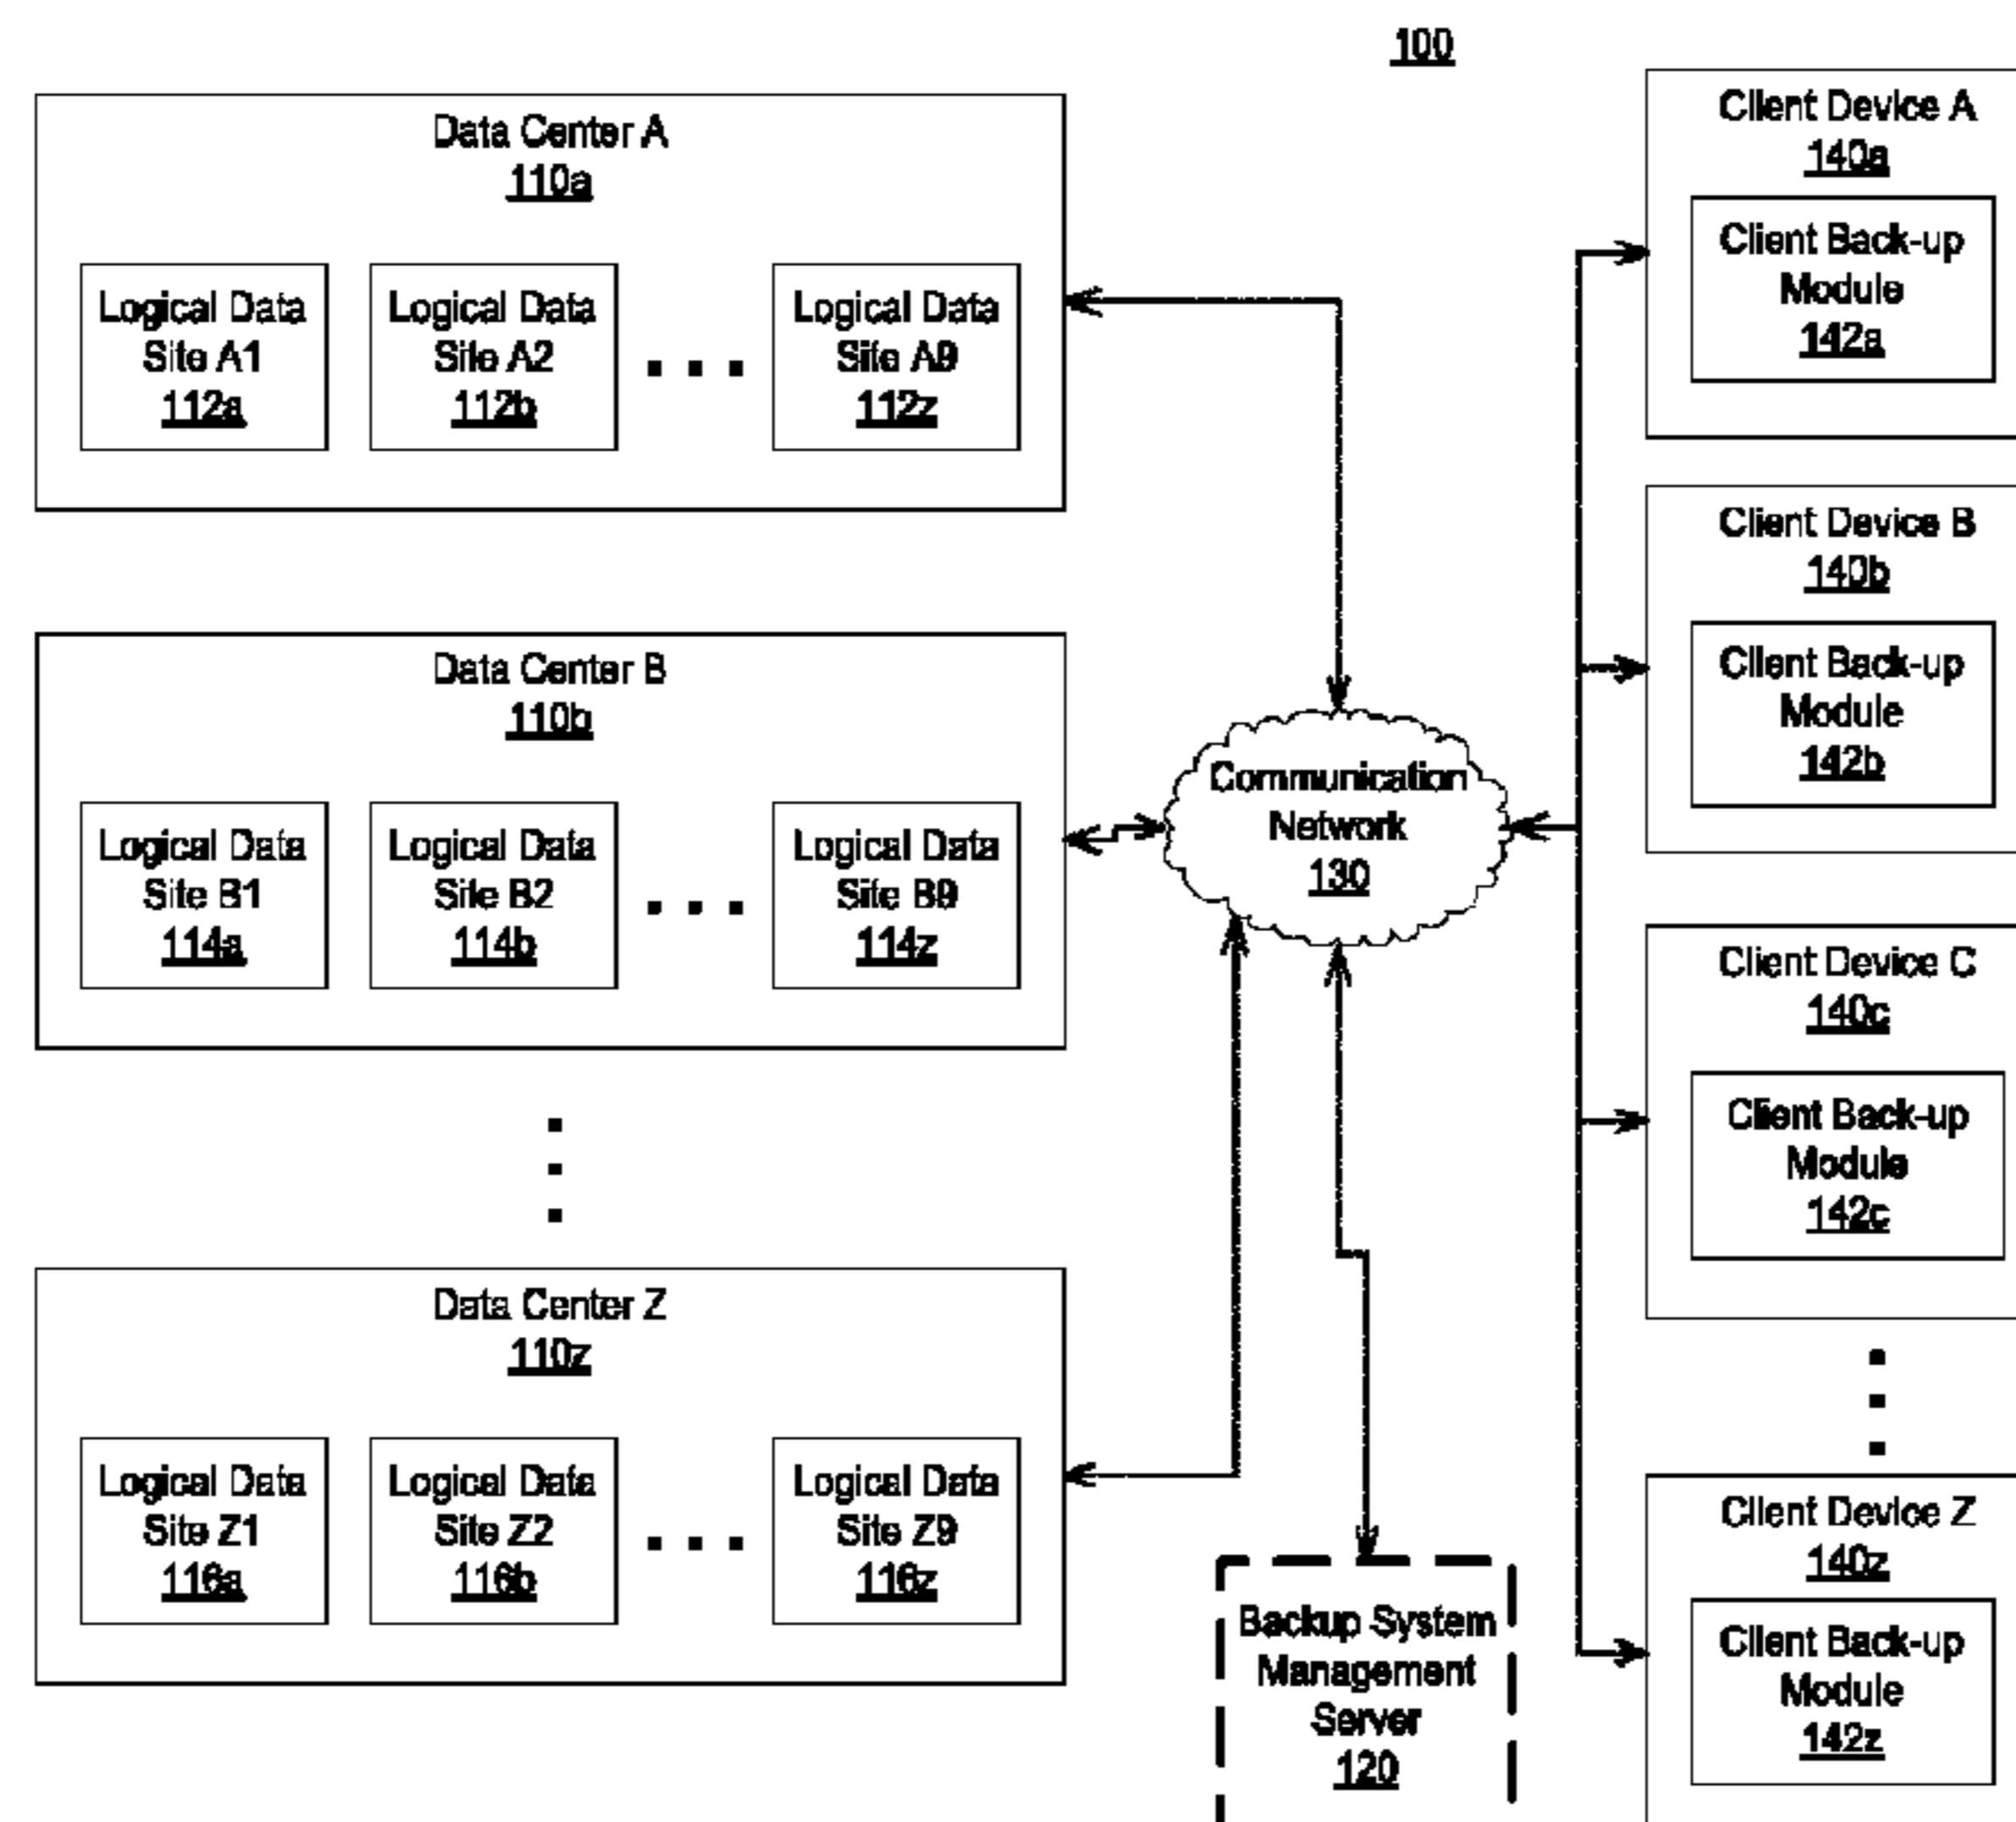 100
Data Center A
110a
Logical Data
Site A1
112a
Logical Data
Site A2
112b
Logical Data
Site A9
112z
Data Center B
110b
Logical Data
Site B1
114a
Logical Data
Site B2
114b
Logical Data
Site B9
114z
Data Center Z
110z
Logical Data
Site Z1
116a
Logical Data
Site Z2
116b
Logical Data
Site Z9
116z
Communication
Network
130
Backup System
Management
Server
120
Client Device A
140a
Client Back-up
Module
142a
Client Device B
140b
Client Back-up
Module
142b
Client Device C
140c
Client Back-up
Module
142c
Client Device Z
140z
Client Back-up
Module
142z